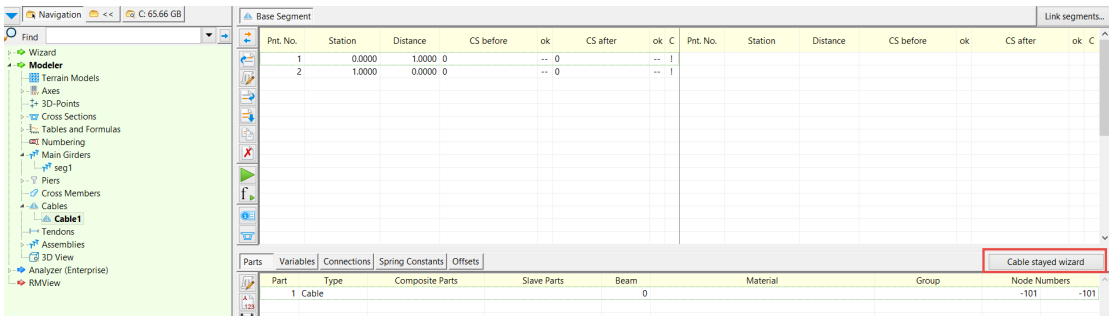 Navigation << C: 65.66 GB
Find
Wizard
Modeler
Terrain Models
Axes
3D-Points
Cross Sections
Tables and Formulas
Numbering
Main Girders
seg1
Piers
Cross Members
Cables
Cable1
Tendons
Assemblies
3D View
Analyzer (Enterprise)
RMView
Base Segment Link segments...
Pnt. No. Station Distance CS before ok CS after ok C Pnt. No. Station Distance CS before ok CS after ok C
1 0.0000 1.0000 0 -- 0 -- !
2 1.0000 0.0000 0 -- 0 -- !
Parts Variables Connections Spring Constants Offsets Cable stayed wizard
Part Type Composite Parts Slave Parts Beam Material Group Node Numbers
1 Cable 0 -101 -101